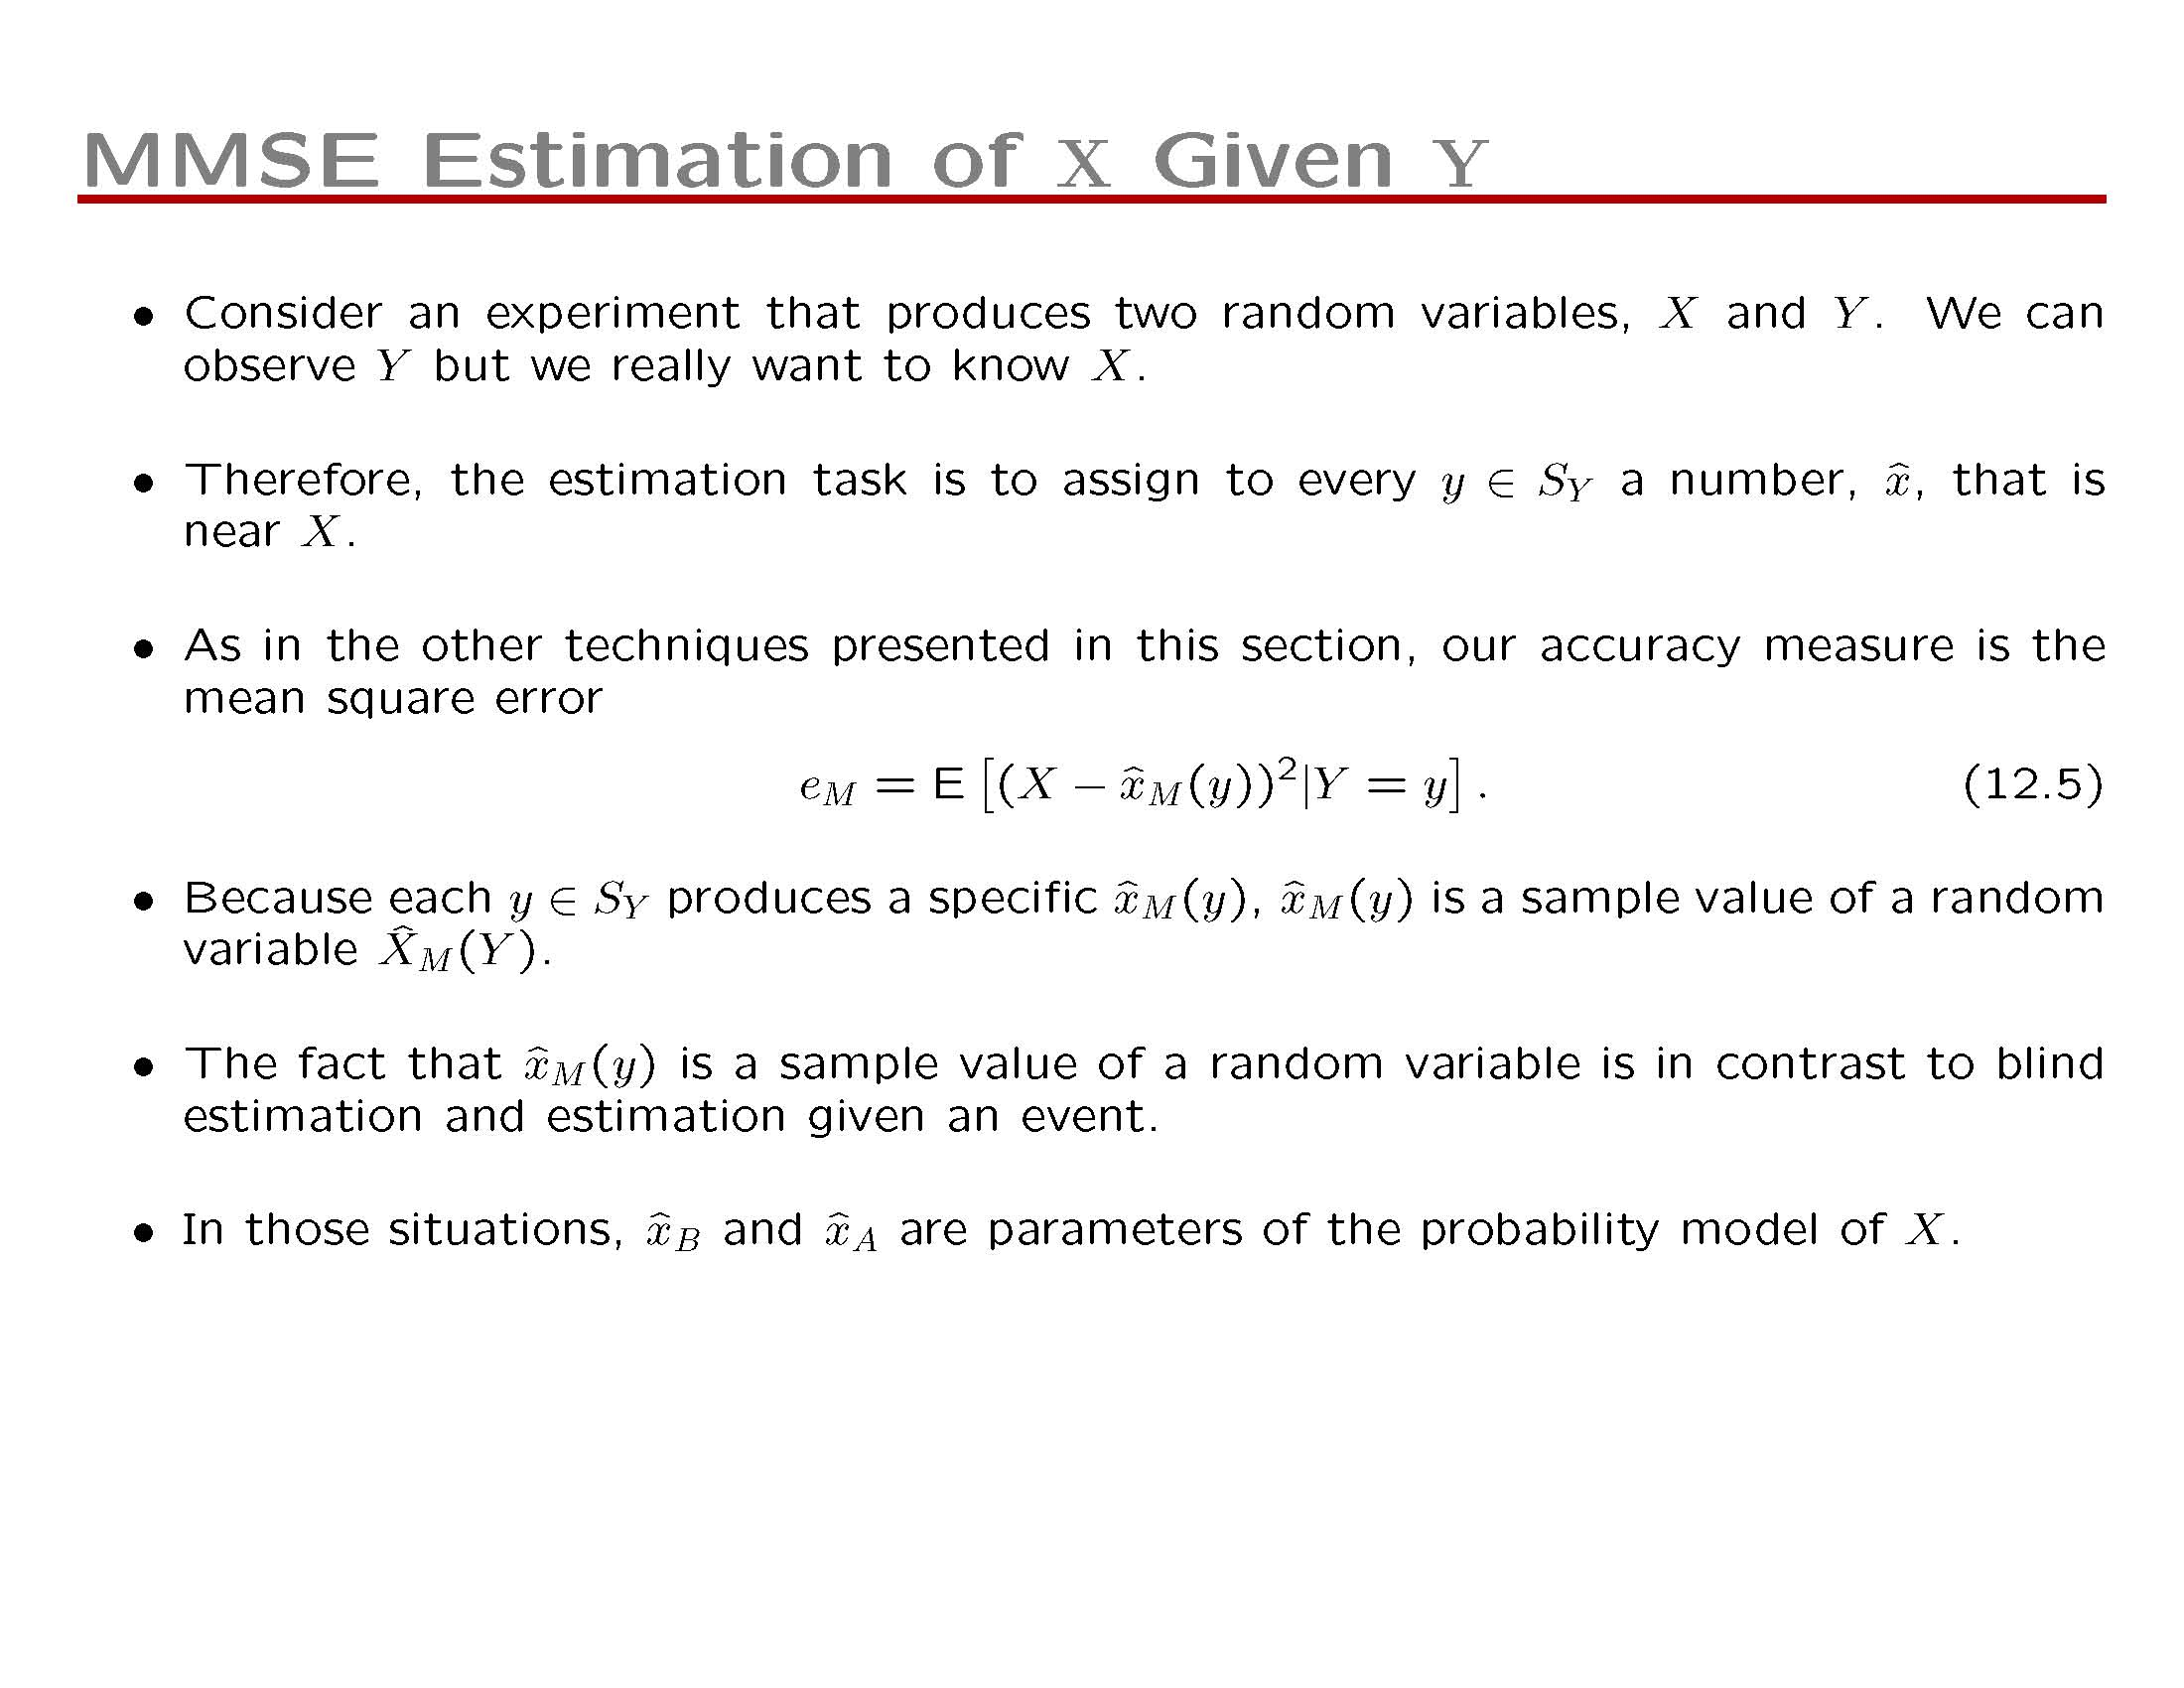 MMSE Estimation of X Given Y
• Consider an experiment that produces two random variables, X and Y. We can
observe Y but we really want to know X.
• Therefore, the estimation task is to assign to every y ∈ S_Y a number, x̂, that is
near X.
• As in the other techniques presented in this section, our accuracy measure is the
mean square error
e_M = E [(X − x̂_M(y))²|Y = y] . (12.5)
• Because each y ∈ S_Y produces a specific x̂_M(y), x̂_M(y) is a sample value of a random
variable X̂_M(Y).
• The fact that x̂_M(y) is a sample value of a random variable is in contrast to blind
estimation and estimation given an event.
• In those situations, x̂_B and x̂_A are parameters of the probability model of X.